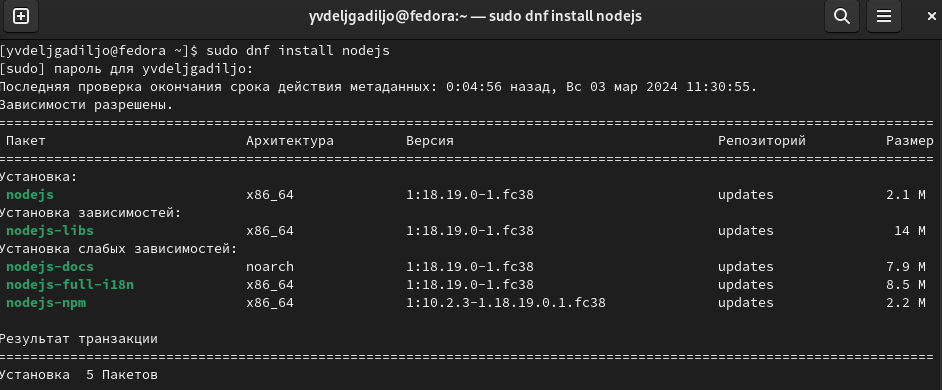 yvdeljgadiljo@fedora:~ — sudo dnf install nodejs
[yvdeljgadiljo@fedora ~]$ sudo dnf install nodejs
[sudo] пароль для yvdeljgadiljo:
Последняя проверка окончания срока действия метаданных: 0:04:56 назад, Вс 03 мар 2024 11:30:55.
Зависимости разрешены.
================================================================================
Пакет Архитектура Версия Репозиторий Размер
================================================================================
Установка:
nodejs x86_64 1:18.19.0-1.fc38 updates 2.1 M
Установка зависимостей:
nodejs-libs x86_64 1:18.19.0-1.fc38 updates 14 M
Установка слабых зависимостей:
nodejs-docs noarch 1:18.19.0-1.fc38 updates 7.9 M
nodejs-full-i18n x86_64 1:18.19.0-1.fc38 updates 8.5 M
nodejs-npm x86_64 1:10.2.3-1.18.19.0.1.fc38 updates 2.2 M
Результат транзакции
================================================================================
Установка 5 Пакетов